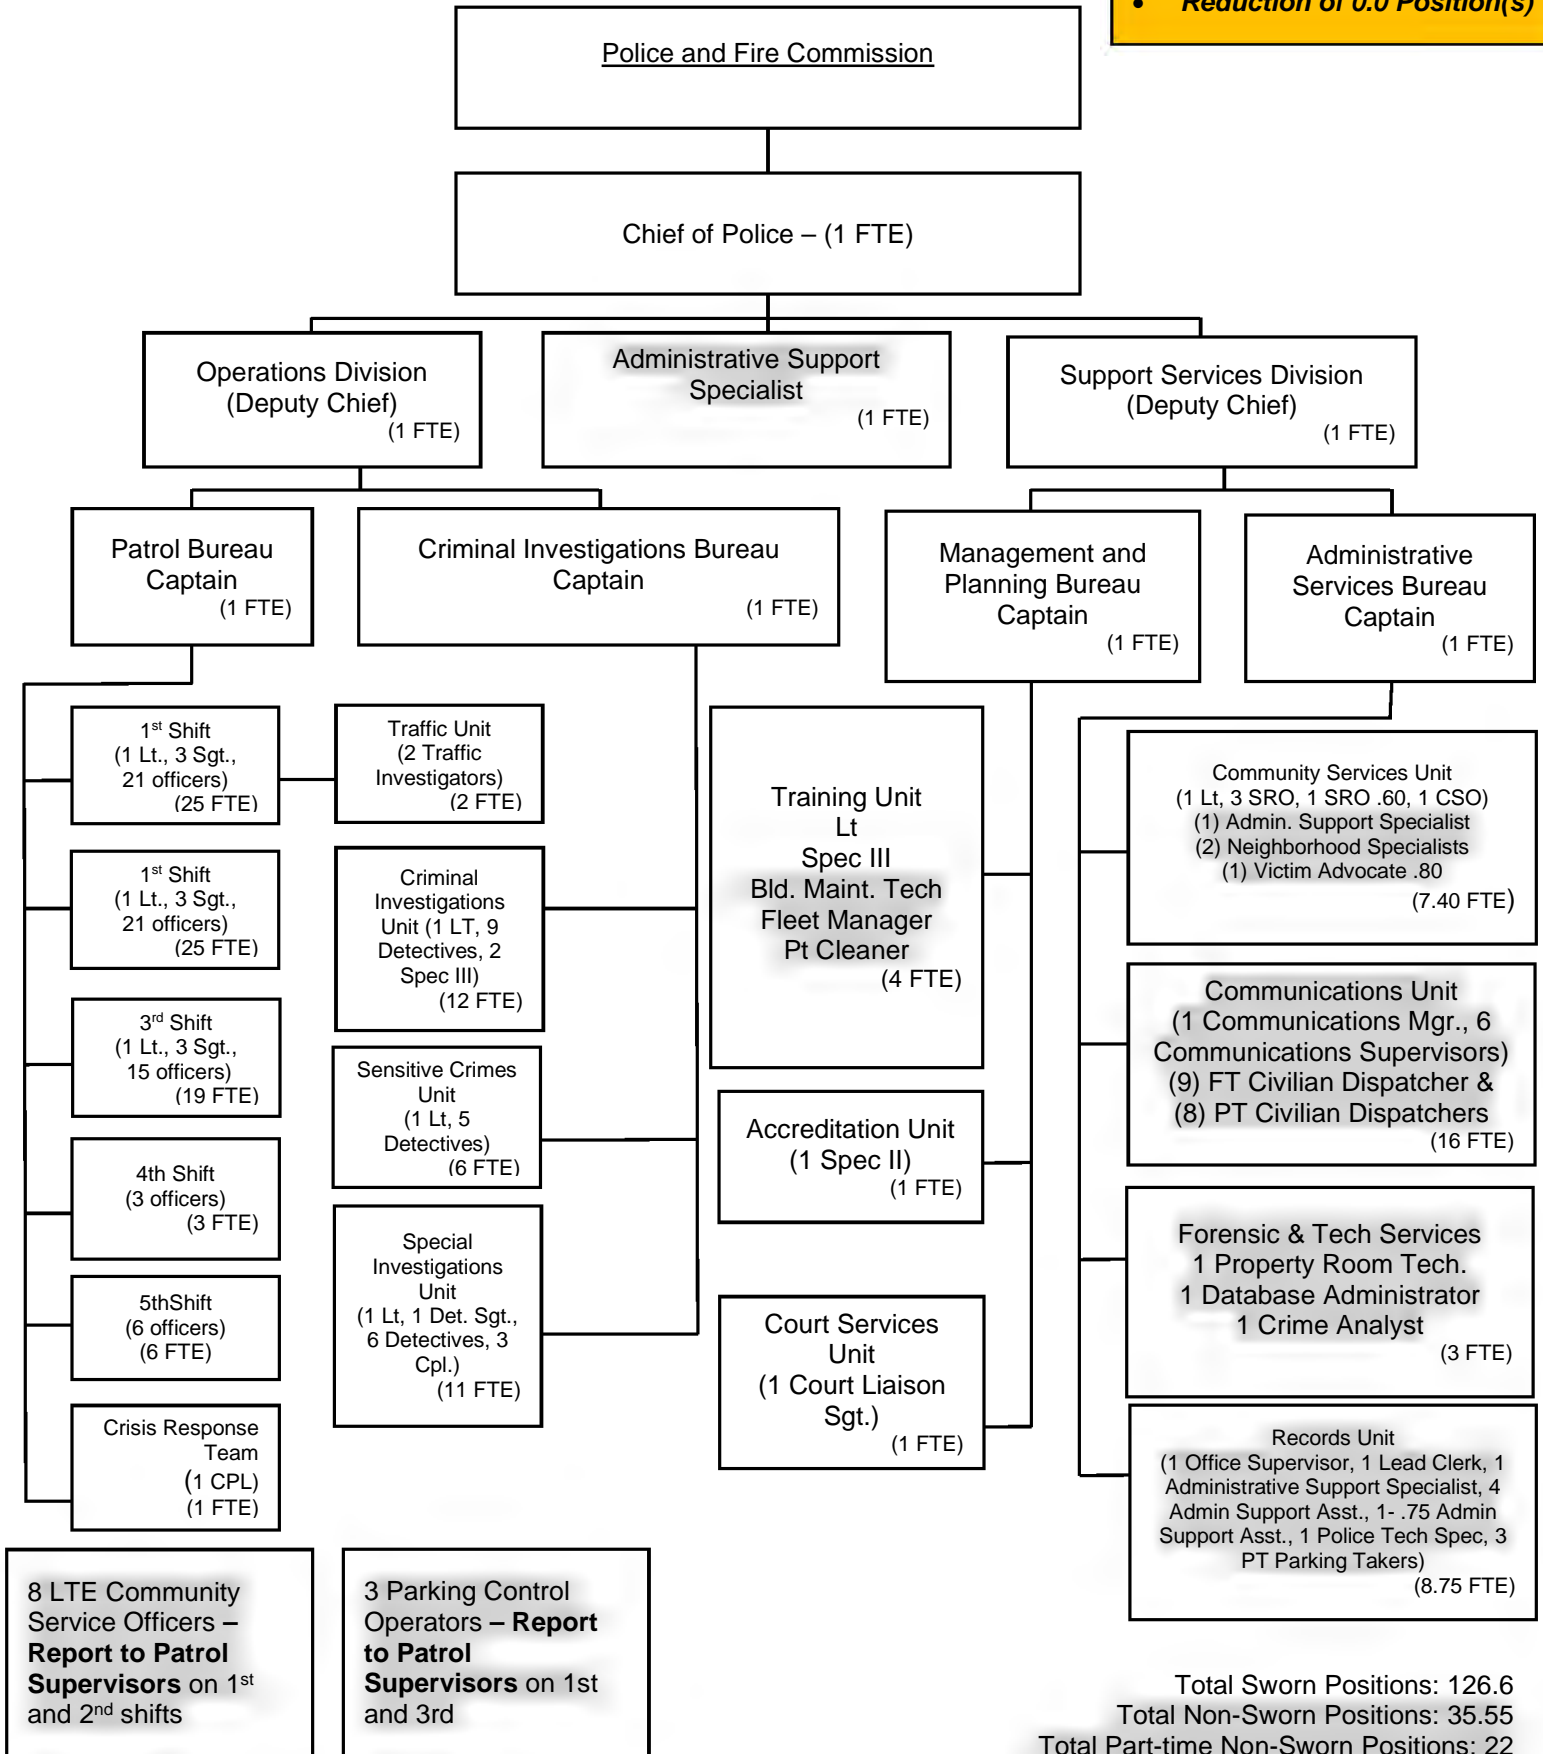 Reduction of 0.0 Position(s)
Police and Fire Commission
Chief of Police – (1 FTE)
Operations Division
(Deputy Chief)
(1 FTE)
Administrative Support
Specialist
(1 FTE)
Support Services Division
(Deputy Chief)
(1 FTE)
Patrol Bureau
Captain
(1 FTE)
Criminal Investigations Bureau
Captain
(1 FTE)
Management and
Planning Bureau
Captain
(1 FTE)
Administrative
Services Bureau
Captain
(1 FTE)
1st Shift
(1 Lt., 3 Sgt.,
21 officers)
(25 FTE)
1st Shift
(1 Lt., 3 Sgt.,
21 officers)
(25 FTE)
3rd Shift
(1 Lt., 3 Sgt.,
15 officers)
(19 FTE)
4th Shift
(3 officers)
(3 FTE)
5thShift
(6 officers)
(6 FTE)
Crisis Response
Team
(1 CPL)
(1 FTE)
Traffic Unit
(2 Traffic
Investigators)
(2 FTE)
Criminal
Investigations
Unit (1 LT, 9
Detectives, 2
Spec III)
(12 FTE)
Sensitive Crimes
Unit
(1 Lt, 5
Detectives)
(6 FTE)
Special
Investigations
Unit
(1 Lt, 1 Det. Sgt.,
6 Detectives, 3
Cpl.)
(11 FTE)
Training Unit
Lt
Spec III
Bld. Maint. Tech
Fleet Manager
Pt Cleaner
(4 FTE)
Accreditation Unit
(1 Spec II)
(1 FTE)
Court Services
Unit
(1 Court Liaison
Sgt.)
(1 FTE)
Community Services Unit
(1 Lt, 3 SRO, 1 SRO .60, 1 CSO)
(1) Admin. Support Specialist
(2) Neighborhood Specialists
(1) Victim Advocate .80
(7.40 FTE)
Communications Unit
(1 Communications Mgr., 6
Communications Supervisors)
(9) FT Civilian Dispatcher &
(8) PT Civilian Dispatchers
(16 FTE)
Forensic & Tech Services
1 Property Room Tech.
1 Database Administrator
1 Crime Analyst
(3 FTE)
Records Unit
(1 Office Supervisor, 1 Lead Clerk, 1
Administrative Support Specialist, 4
Admin Support Asst., 1- .75 Admin
Support Asst., 1 Police Tech Spec, 3
PT Parking Takers)
(8.75 FTE)
8 LTE Community
Service Officers –
Report to Patrol
Supervisors on 1st
and 2nd shifts
3 Parking Control
Operators – Report
to Patrol
Supervisors on 1st
and 3rd
Total Sworn Positions: 126.6
Total Non-Sworn Positions: 35.55
Total Part-time Non-Sworn Positions: 22